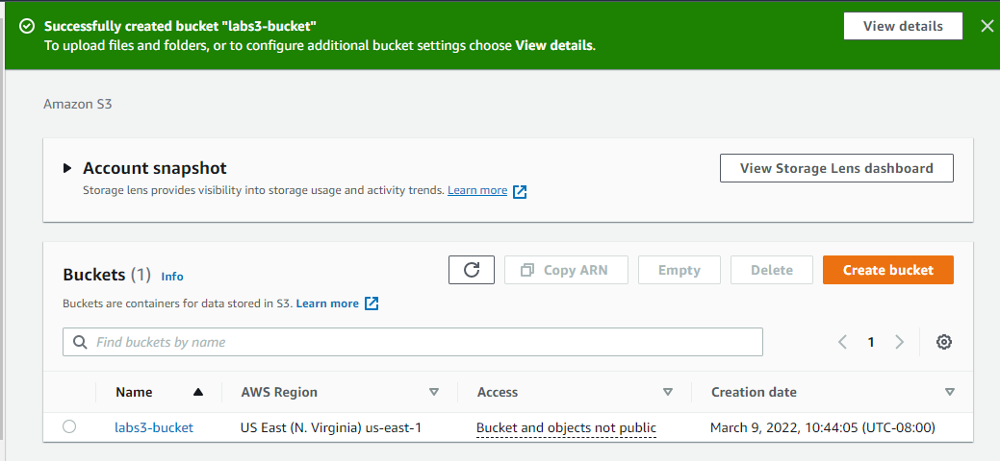 Successfully created bucket "labs3-bucket"
To upload files and folders, or to configure additional bucket settings choose View details.
View details
Amazon S3
Account snapshot
Storage lens provides visibility into storage usage and activity trends. Learn more
View Storage Lens dashboard
Buckets (1) Info
Copy ARN
Empty
Delete
Create bucket
Buckets are containers for data stored in S3. Learn more
Find buckets by name
1
Name AWS Region Access Creation date
labs3-bucket US East (N. Virginia) us-east-1 Bucket and objects not public March 9, 2022, 10:44:05 (UTC-08:00)